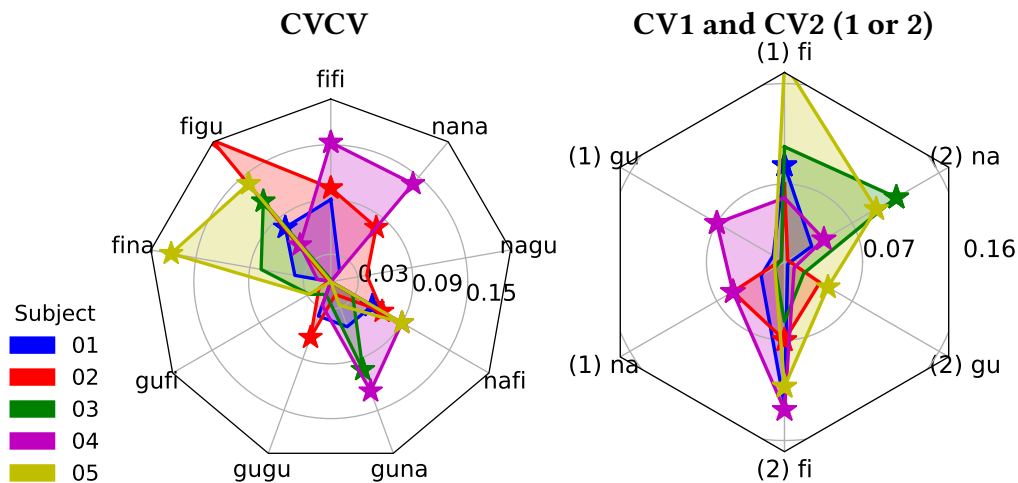 CVCV
fifi
nana
nagu
nafi
guna
gugu
gufi
fina
figu
0.03
0.09
0.15
Subject
01
02
03
04
05
CV1 and CV2 (1 or 2)
(1) fi
(2) na
(2) gu
(2) fi
(1) na
(1) gu
0.07
0.16